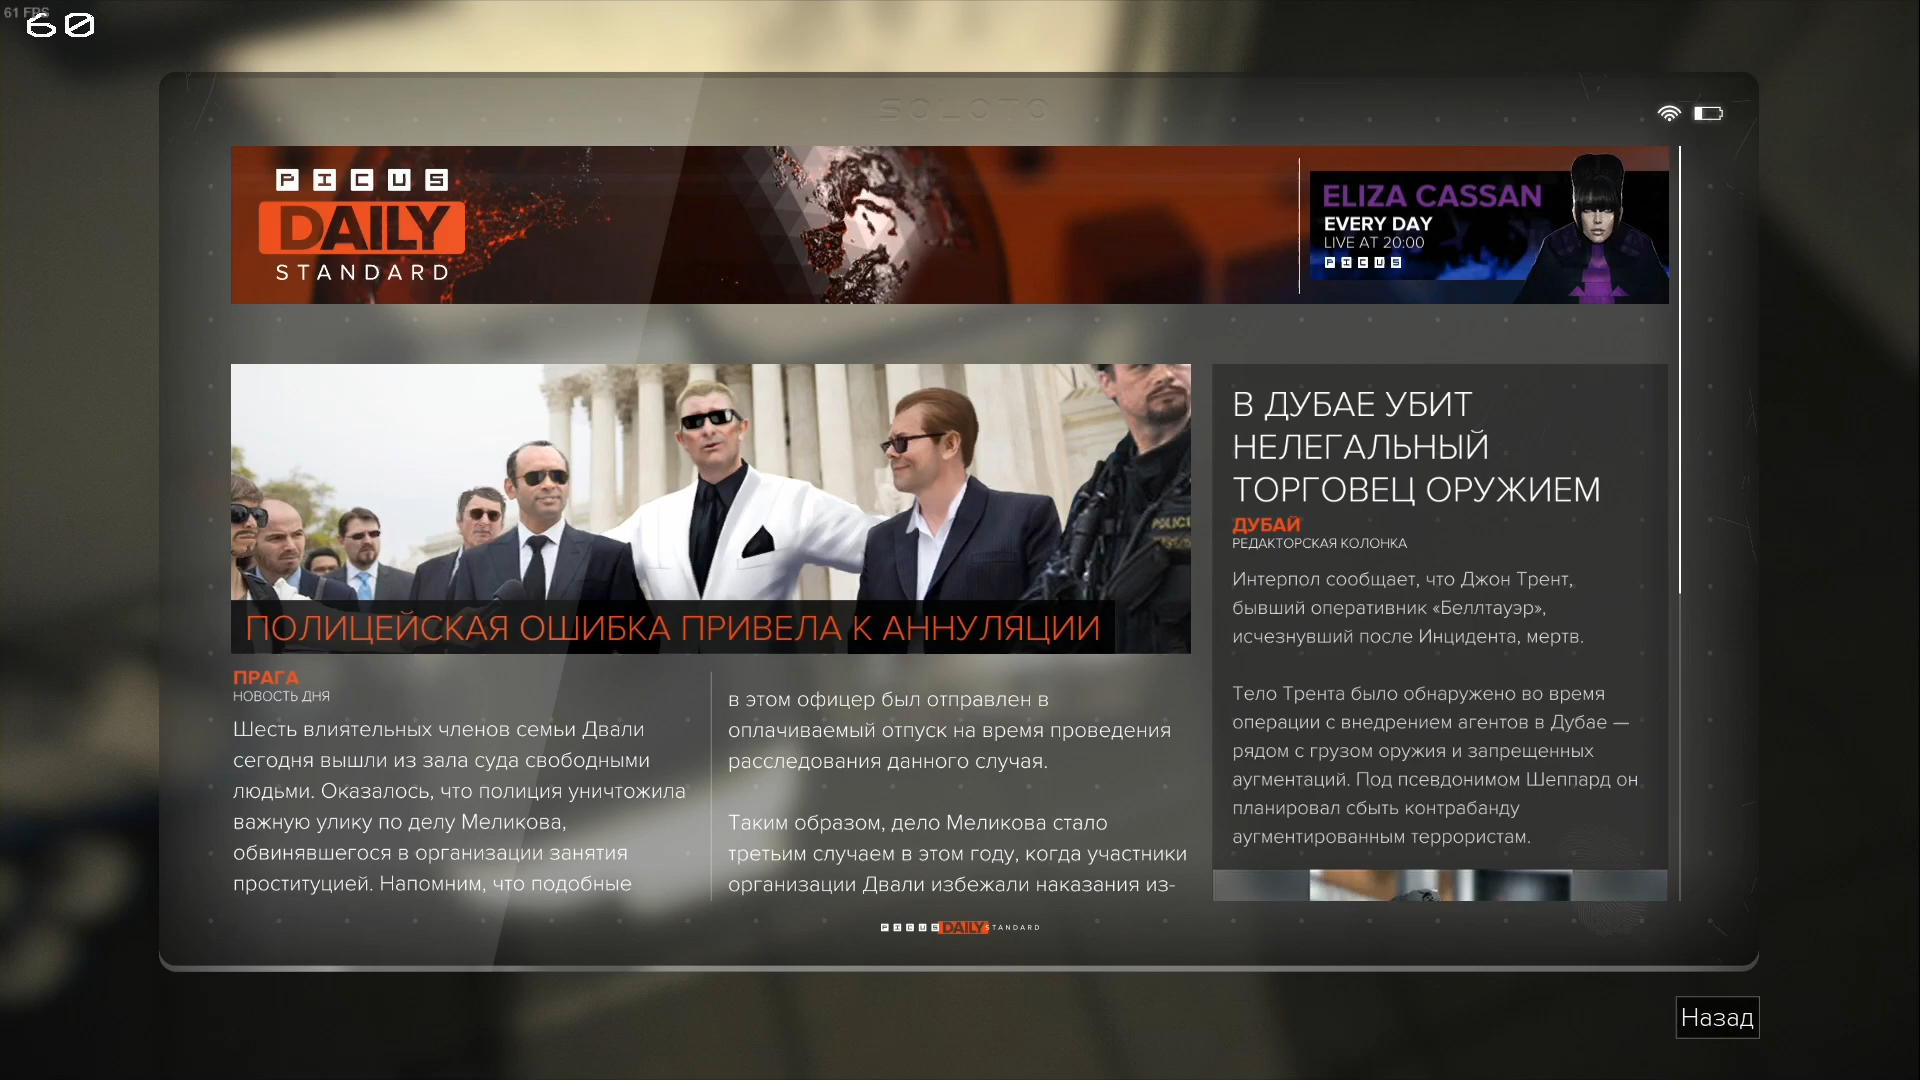 61 FPS
60
SOLOTO
PICUS
DAILY
STANDARD
ELIZA CASSAN
EVERY DAY
LIVE AT 20:00
PICUS
POLICE
ПОЛИЦЕЙСКАЯ ОШИБКА ПРИВЕЛА К АННУЛЯЦИИ
ПРАГА
НОВОСТЬ ДНЯ
Шесть влиятельных членов семьи Двали
сегодня вышли из зала суда свободными
людьми. Оказалось, что полиция уничтожила
важную улику по делу Меликова,
обвинявшегося в организации занятия
проституцией. Напомним, что подобные
в этом офицер был отправлен в
оплачиваемый отпуск на время проведения
расследования данного случая.
Таким образом, дело Меликова стало
третьим случаем в этом году, когда участники
организации Двали избежали наказания из-
В ДУБАЕ УБИТ
НЕЛЕГАЛЬНЫЙ
ТОРГОВЕЦ ОРУЖИЕМ
ДУБАЙ
РЕДАКТОРСКАЯ КОЛОНКА
Интерпол сообщает, что Джон Трент,
бывший оперативник «Беллтауэр»,
исчезнувший после Инцидента, мертв.
Тело Трента было обнаружено во время
операции с внедрением агентов в Дубае —
рядом с грузом оружия и запрещенных
аугментаций. Под псевдонимом Шеппард он
планировал сбыть контрабанду
аугментированным террористам.
PICUS DAILY STANDARD
Назад